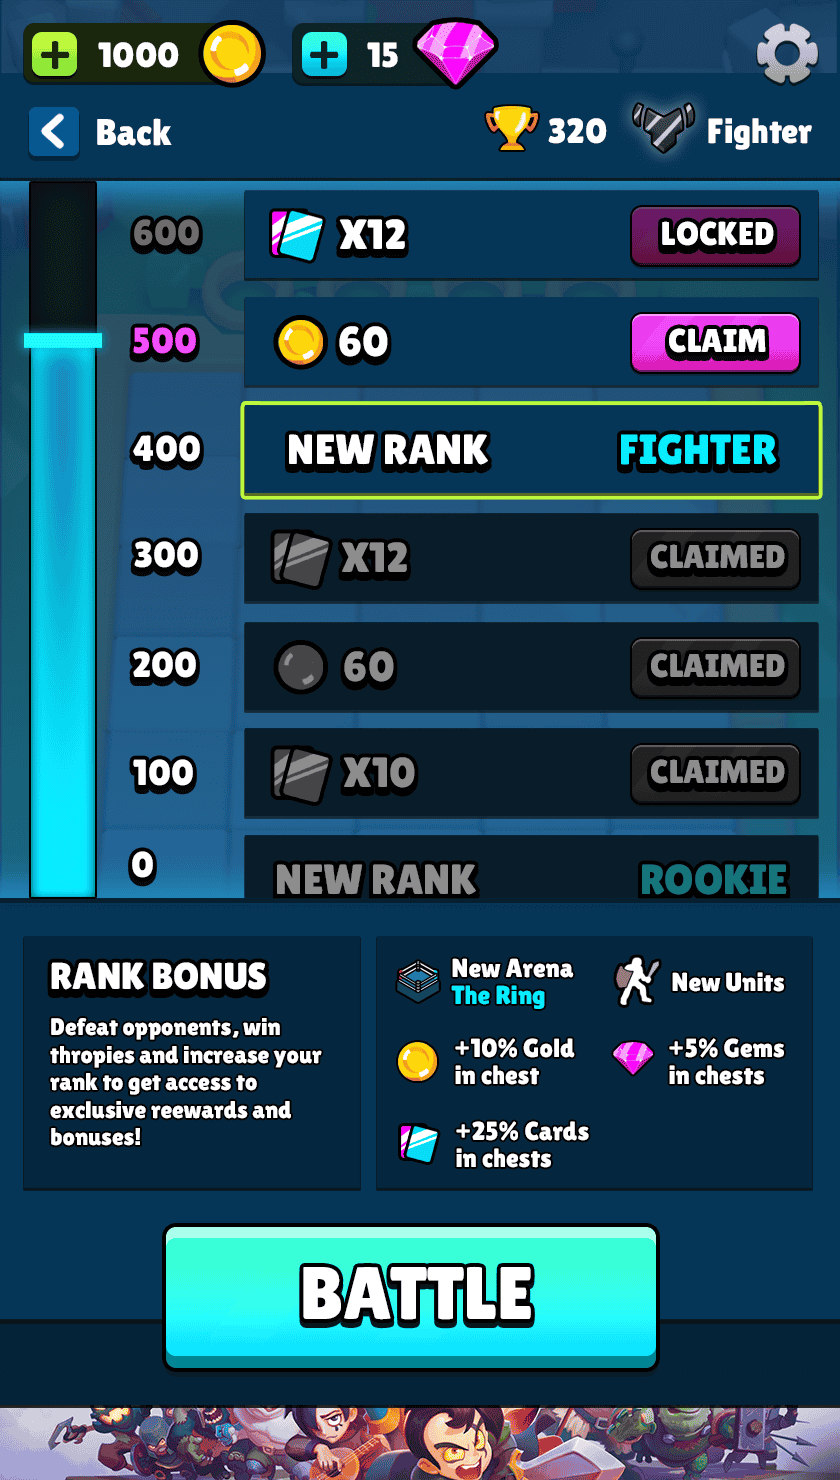 1000
15
Back
320
Fighter
600
X12
LOCKED
500
60
CLAIM
400
NEW RANK
FIGHTER
300
X12
CLAIMED
200
60
CLAIMED
100
X10
CLAIMED
0
NEW RANK
ROOKIE
RANK BONUS
Defeat opponents, win
thropies and increase your
rank to get access to
exclusive reewards and
bonuses!
New Arena
The Ring
New Units
+10% Gold
in chest
+5% Gems
in chests
+25% Cards
in chests
BATTLE